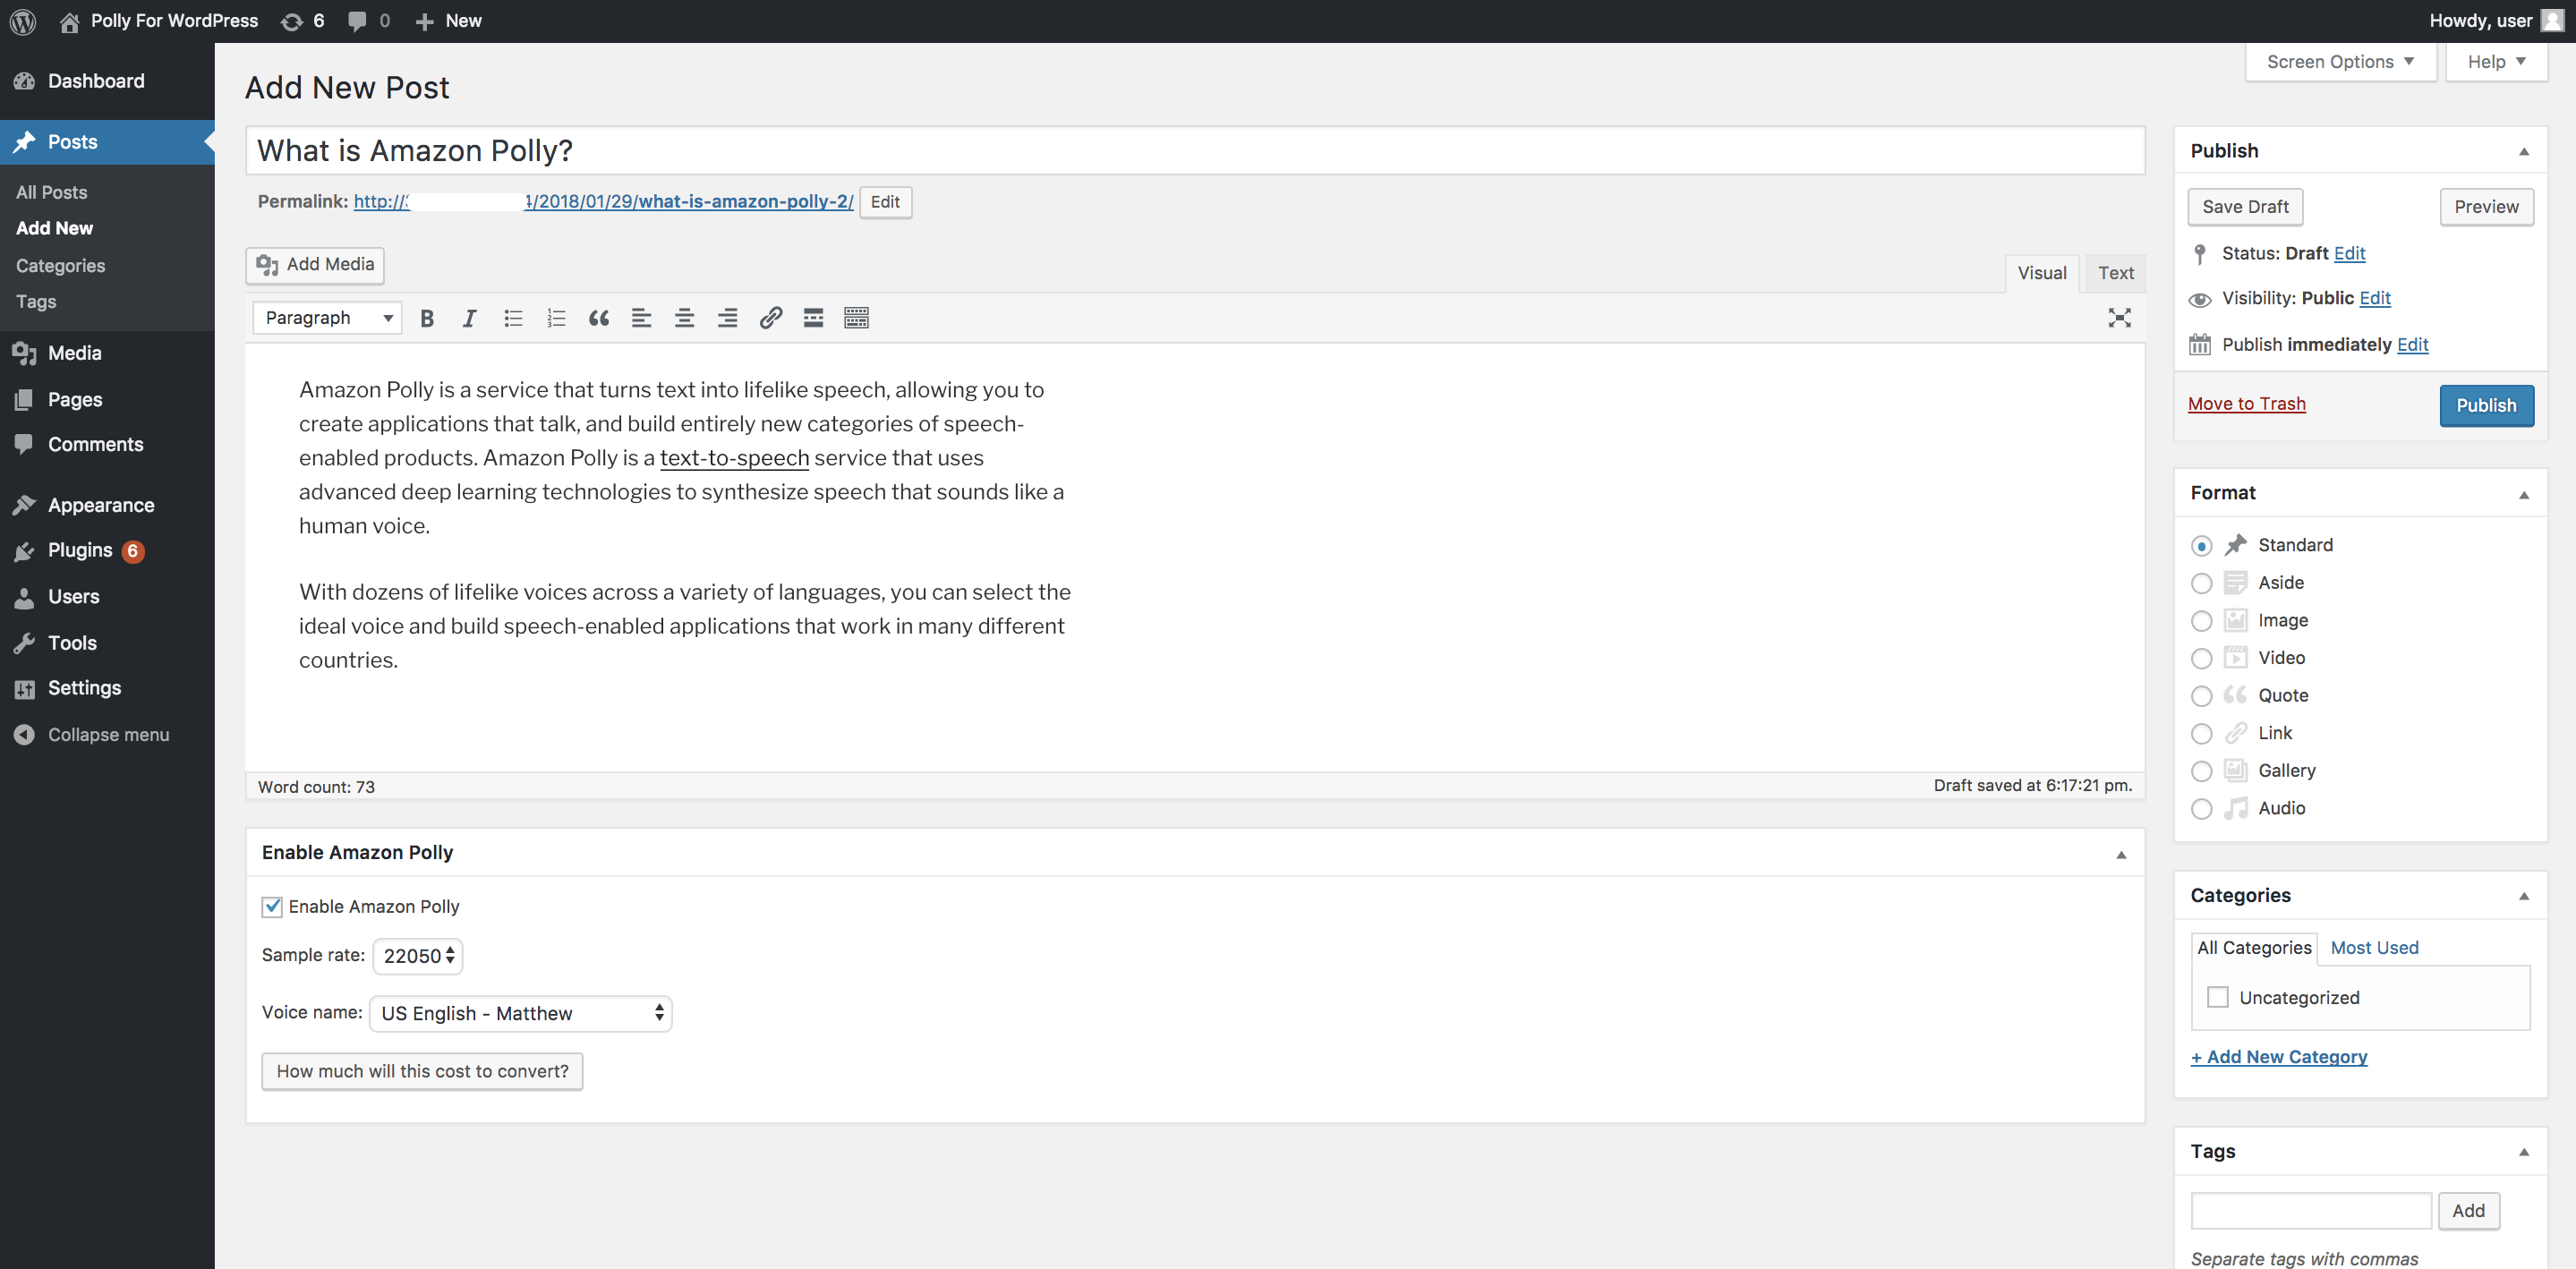 Polly For WordPress 6 0 New
Howdy, user
Dashboard
Posts
All Posts
Add New
Categories
Tags
Media
Pages
Comments
Appearance
Plugins 6
Users
Tools
Settings
Collapse menu
Screen Options
Help
Add New Post
What is Amazon Polly?
Permalink: http:// /2018/01/29/what-is-amazon-polly-2/ Edit
Add Media
Visual Text
Paragraph
Amazon Polly is a service that turns text into lifelike speech, allowing you to
create applications that talk, and build entirely new categories of speech-
enabled products. Amazon Polly is a text-to-speech service that uses
advanced deep learning technologies to synthesize speech that sounds like a
human voice.
With dozens of lifelike voices across a variety of languages, you can select the
ideal voice and build speech-enabled applications that work in many different
countries.
Word count: 73
Draft saved at 6:17:21 pm.
Enable Amazon Polly
Enable Amazon Polly
Sample rate: 22050
Voice name: US English - Matthew
How much will this cost to convert?
Publish
Save Draft
Preview
Status: Draft Edit
Visibility: Public Edit
Publish immediately Edit
Move to Trash
Publish
Format
Standard
Aside
Image
Video
Quote
Link
Gallery
Audio
Categories
All Categories Most Used
Uncategorized
+ Add New Category
Tags
Add
Separate tags with commas